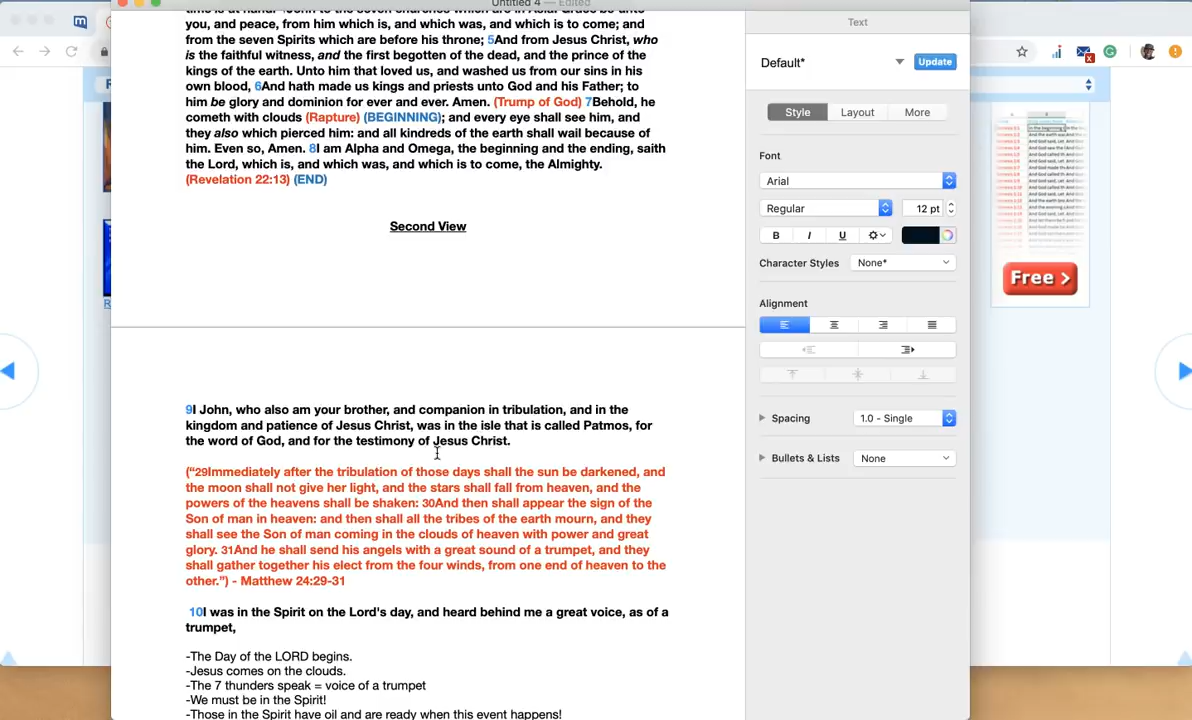 Untitled 4 — Edited
you, and peace, from him which is, and which was, and which is to come; and
from the seven Spirits which are before his throne; 5And from Jesus Christ, who
is the faithful witness, and the first begotten of the dead, and the prince of the
kings of the earth. Unto him that loved us, and washed us from our sins in his
own blood, 6And hath made us kings and priests unto God and his Father; to
him be glory and dominion for ever and ever. Amen. (Trump of God) 7Behold, he
cometh with clouds (Rapture) (BEGINNING); and every eye shall see him, and
they also which pierced him: and all kindreds of the earth shall wail because of
him. Even so, Amen. 8I am Alpha and Omega, the beginning and the ending, saith
the Lord, which is, and which was, and which is to come, the Almighty.
(Revelation 22:13) (END)
Second View
9I John, who also am your brother, and companion in tribulation, and in the
kingdom and patience of Jesus Christ, was in the isle that is called Patmos, for
the word of God, and for the testimony of Jesus Christ.
("29Immediately after the tribulation of those days shall the sun be darkened, and
the moon shall not give her light, and the stars shall fall from heaven, and the
powers of the heavens shall be shaken: 30And then shall appear the sign of the
Son of man in heaven: and then shall all the tribes of the earth mourn, and they
shall see the Son of man coming in the clouds of heaven with power and great
glory. 31And he shall send his angels with a great sound of a trumpet, and they
shall gather together his elect from the four winds, from one end of heaven to the
other.") - Matthew 24:29-31
10I was in the Spirit on the Lord's day, and heard behind me a great voice, as of a
trumpet,
-The Day of the LORD begins.
-Jesus comes on the clouds.
-The 7 thunders speak = voice of a trumpet
-We must be in the Spirit!
-Those in the Spirit have oil and are ready when this event happens!
Text
Default*
Update
Style
Layout
More
Font
Arial
Regular
12 pt
B
I
U
Character Styles
None*
Alignment
Spacing
1.0 - Single
Bullets & Lists
None
Free >